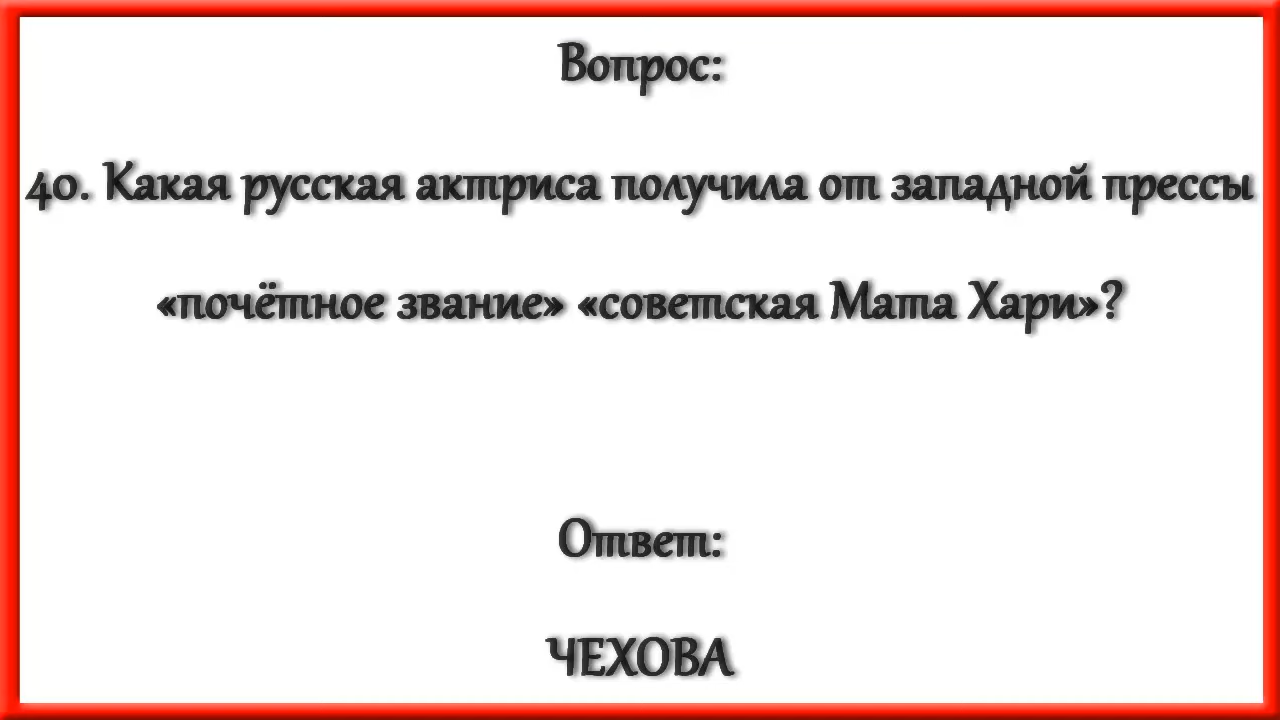 Вопрос:
40. Какая русская актриса получила от западной прессы
«почётное звание» «советская Мата Хари»?
Ответ:
ЧЕХОВА